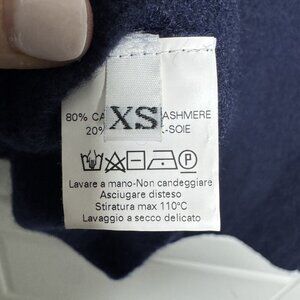 XS
80% CA ASHMERE
20% -SOIE
P
Lavare a mano-Non candeggiare
Asciugare disteso
Stiratura max 110°C
Lavaggio a secco delicato